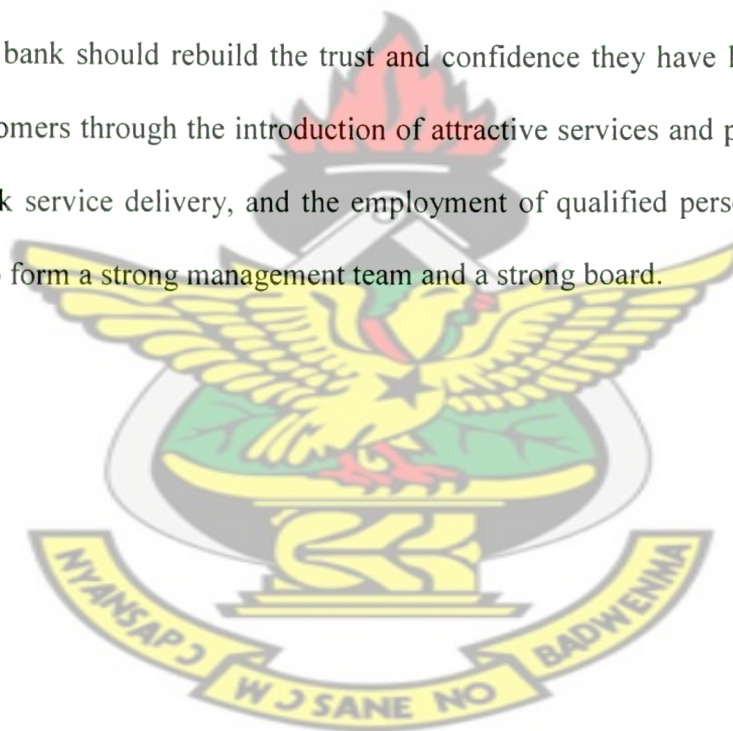 bank should rebuild the trust and confidence they have
omers through the introduction of attractive services and p
k service delivery, and the employment of qualified pers
form a strong management team and a strong board.
NYANSAPƆ
WƆSANE NO
BADWENMA